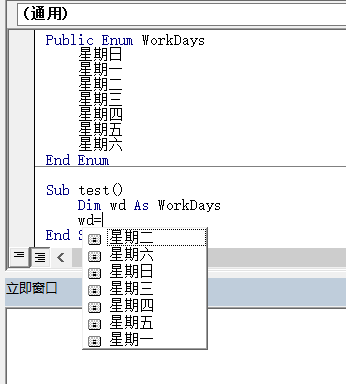 (通用)
Public Enum WorkDays
星期日
星期一
星期二
星期三
星期四
星期五
星期六
End Enum
Sub test()
Dim wd As WorkDays
wd=
End S
星期二
星期六
星期日
星期三
星期四
星期五
星期一
立即窗口